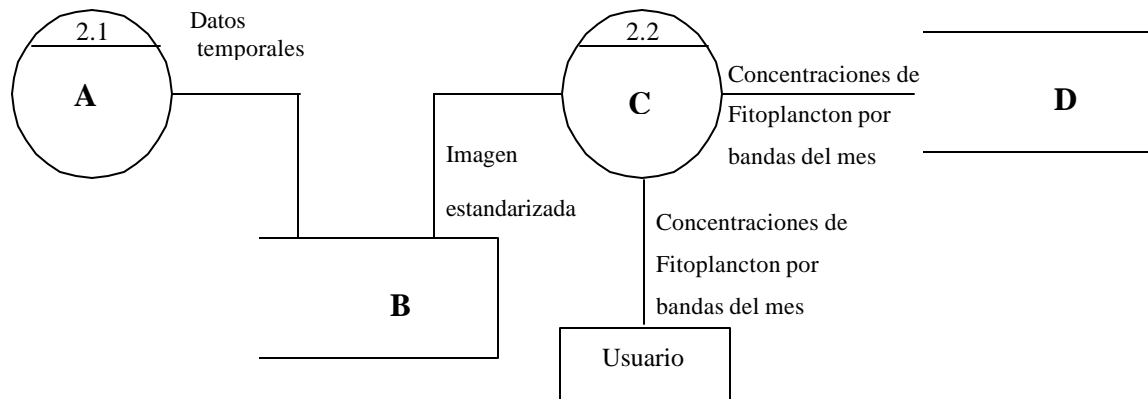 2.1
A
Datos
temporales
2.2
C
Concentraciones de
Fitoplancton por
bandas del mes
D
Imagen
estandarizada
Concentraciones de
Fitoplancton por
bandas del mes
B
Usuario